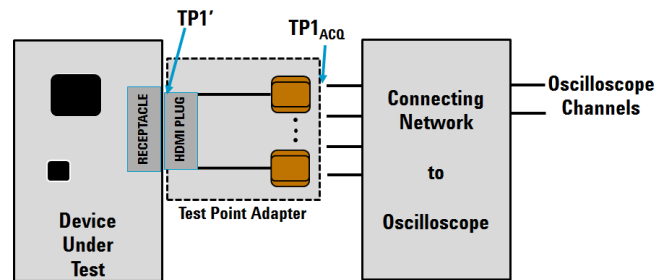 TP1’
TP1ACQ
RECEPTACLE
HDMI PLUG
Connecting
Network
to
Oscilloscope
Oscilloscope
Channels
Test Point Adapter
Device
Under
Test